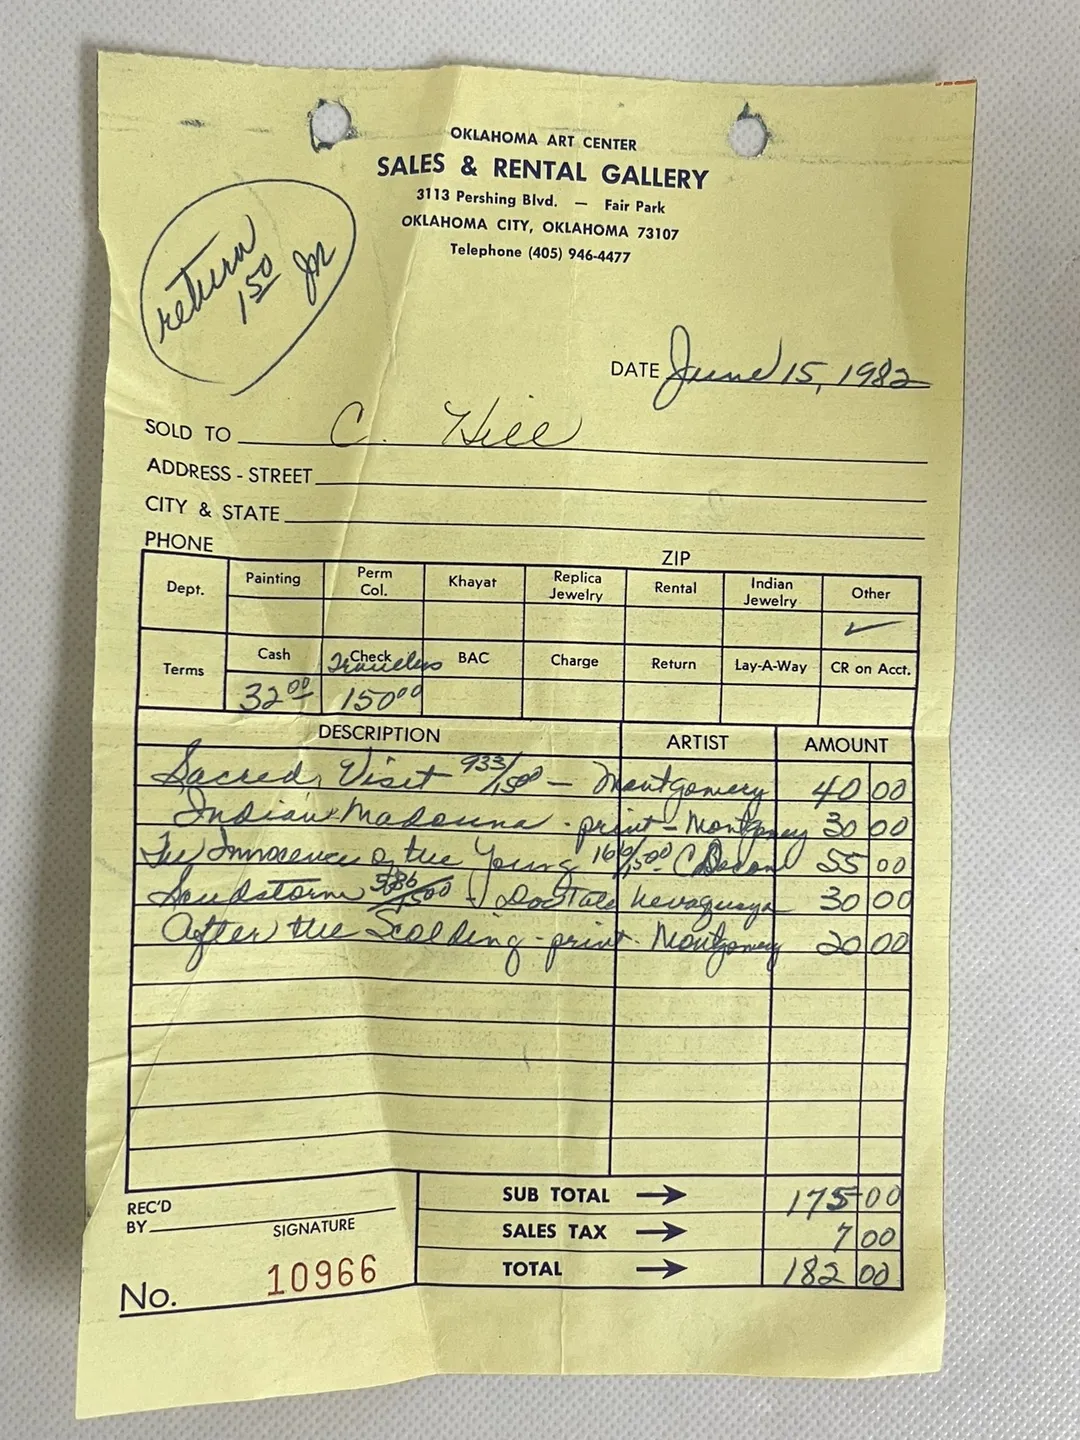 OKLAHOMA ART CENTER
SALES & RENTAL GALLERY
3113 Pershing Blvd. — Fair Park
OKLAHOMA CITY, OKLAHOMA 73107
Telephone (405) 946-4477
return
1 50
DATE June 15, 1982
SOLD TO C. Hill
ADDRESS - STREET
CITY & STATE
PHONE ZIP
Dept. Painting Perm Col. Khayat Replica Jewelry Rental Indian Jewelry Other
✓
Terms Cash Check Travelers BAC Charge Return Lay-A-Way CR on Acct.
32 00 150 00
DESCRIPTION ARTIST AMOUNT
Sacred Visit 933/1500 — Montgomery 40 00
Indian Madonna - print - Montgomery 30 00
The Innocence of the Young /1500 C 55 00
Sandstorm /1500 - Doc Tate Kevaquaya 30 00
After the Scolding - print - Montgomery 20 00
SUB TOTAL → 175 00
SALES TAX → 7 00
TOTAL → 182 00
REC'D
BY
SIGNATURE
No. 10966